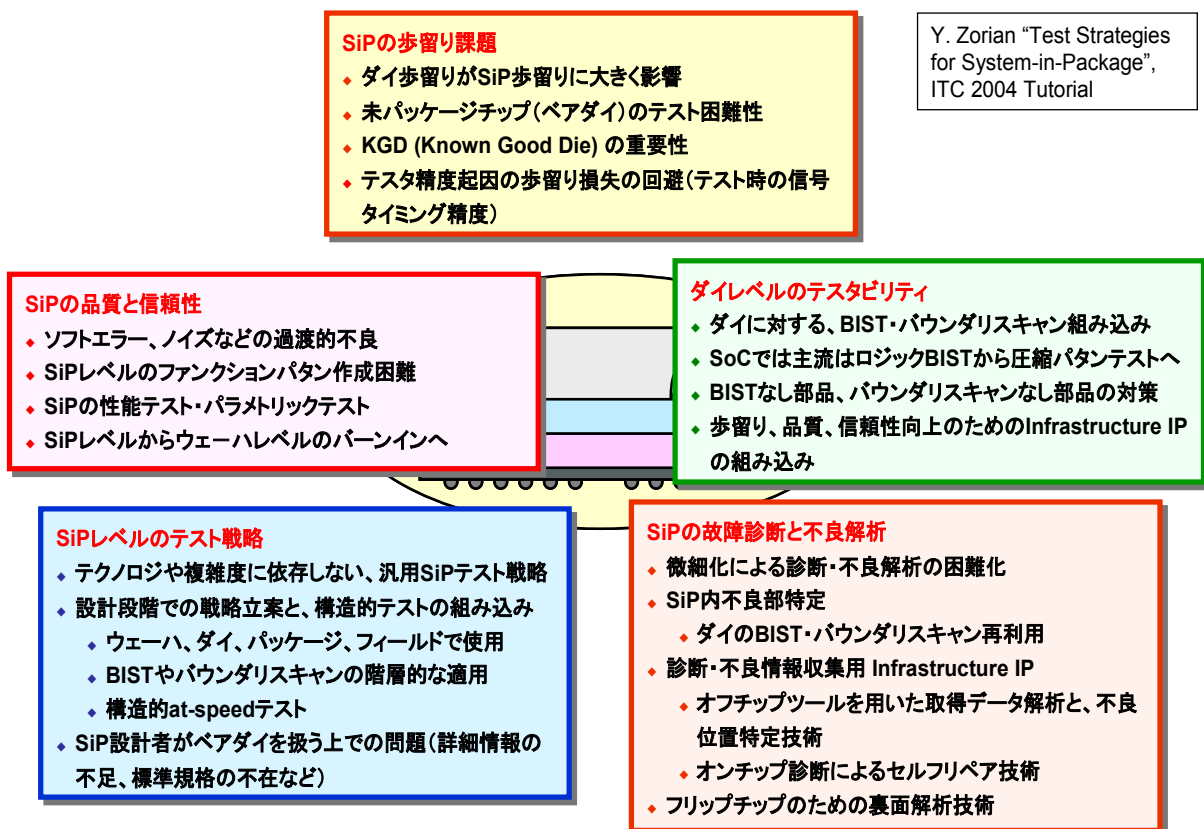 SiPの歩留り課題
◆ ダイ歩留りがSiP歩留りに大きく影響
◆ 未パッケージチップ（ベアダイ）のテスト困難性
◆ KGD (Known Good Die) の重要性
◆ テスタ精度起因の歩留り損失の回避（テスト時の信号
タイミング精度）
Y. Zorian “Test Strategies
for System-in-Package”,
ITC 2004 Tutorial
SiPの品質と信頼性
◆ ソフトエラー、ノイズなどの過渡的不良
◆ SiPレベルのファンクションパタン作成困難
◆ SiPの性能テスト・パラメトリックテスト
◆ SiPレベルからウェーハレベルのバーンインへ
ダイレベルのテスタビリティ
◆ ダイに対する、BIST・バウンダリスキャン組み込み
◆ SoCでは主流はロジックBISTから圧縮パタンテストへ
◆ BISTなし部品、バウンダリスキャンなし部品の対策
◆ 歩留り、品質、信頼性向上のためのInfrastructure IP
の組み込み
SiPレベルのテスト戦略
◆ テクノロジや複雑度に依存しない、汎用SiPテスト戦略
◆ 設計段階での戦略立案と、構造的テストの組み込み
◆ ウェーハ、ダイ、パッケージ、フィールドで使用
◆ BISTやバウンダリスキャンの階層的な適用
◆ 構造的at-speedテスト
◆ SiP設計者がベアダイを扱う上での問題（詳細情報の
不足、標準規格の不在など）
SiPの故障診断と不良解析
◆ 微細化による診断・不良解析の困難化
◆ SiP内不良部特定
◆ ダイのBIST・バウンダリスキャン再利用
◆ 診断・不良情報収集用 Infrastructure IP
◆ オフチップツールを用いた取得データ解析と、不良
位置特定技術
◆ オンチップ診断によるセルフリペア技術
◆ フリップチップのための裏面解析技術